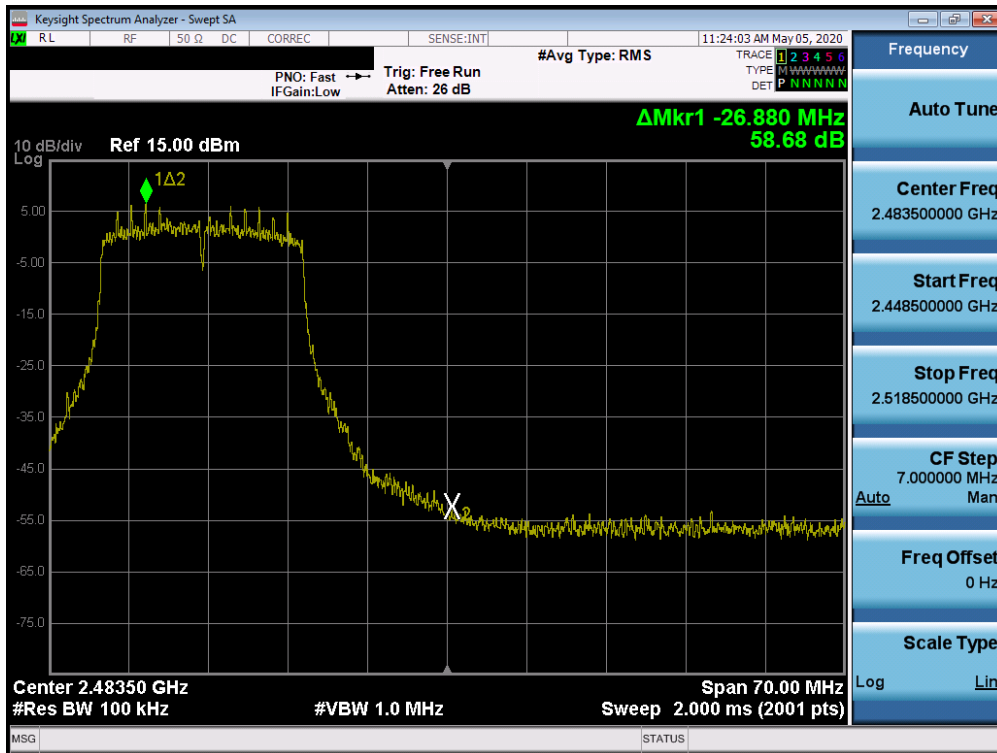 Keysight Spectrum Analyzer - Swept SA
LXI RL RF 50 Ω DC CORREC SENSE:INT 11:24:03 AM May 05, 2020
#Avg Type: RMS
TRACE 1 2 3 4 5 6
PNO: Fast Trig: Free Run
TYPE M WWWWW
IFGain:Low Atten: 26 dB
DET P N N N N N
ΔMkr1 -26.880 MHz
58.68 dB
10 dB/div Ref 15.00 dBm
Log
1Δ2
5.00
-5.00
-15.0
-25.0
-35.0
-45.0
-55.0
-65.0
-75.0
X2
Center 2.48350 GHz Span 70.00 MHz
#Res BW 100 kHz #VBW 1.0 MHz Sweep 2.000 ms (2001 pts)
MSG STATUS
Frequency
Auto Tune
Center Freq
2.483500000 GHz
Start Freq
2.448500000 GHz
Stop Freq
2.518500000 GHz
CF Step
7.000000 MHz
Auto Man
Freq Offset
0 Hz
Scale Type
Log Lin